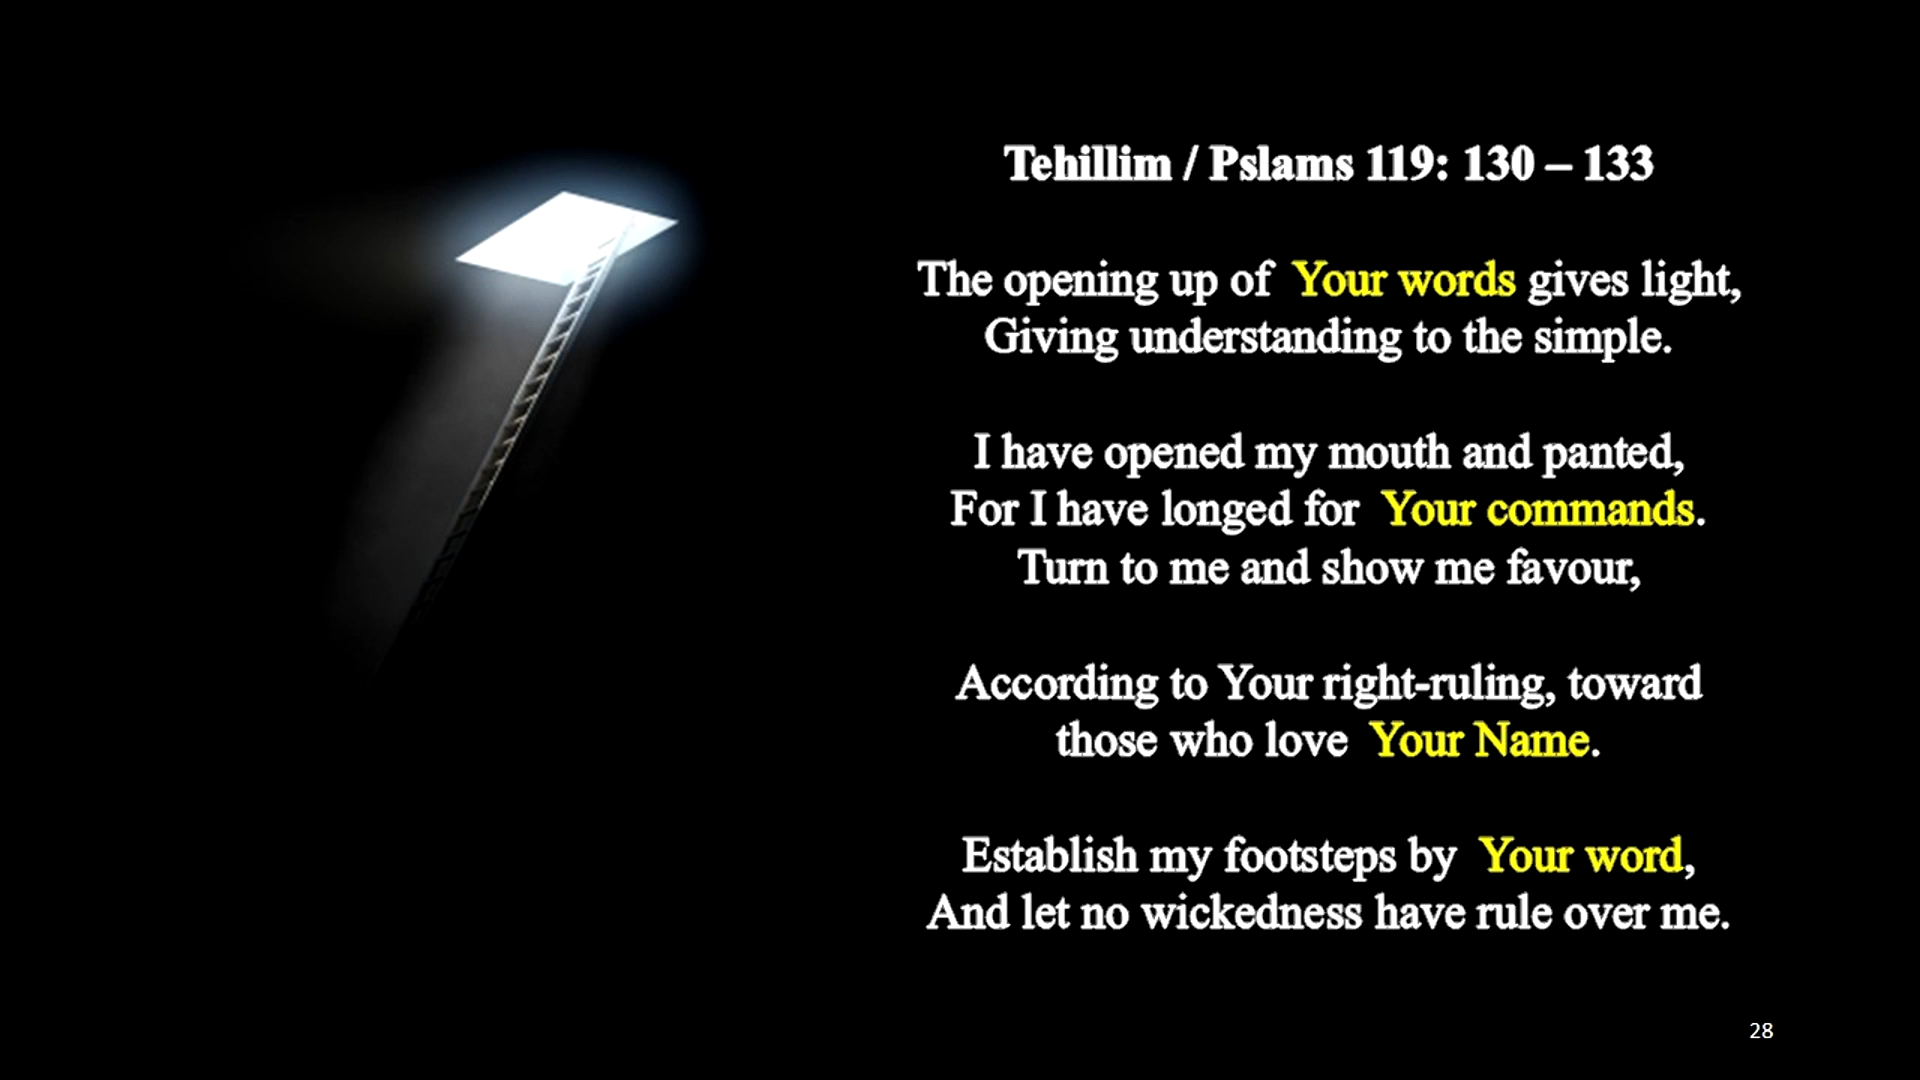 Tehillim / Pslams 119: 130 – 133
The opening up of Your words gives light,
Giving understanding to the simple.
I have opened my mouth and panted,
For I have longed for Your commands.
Turn to me and show me favour,
According to Your right-ruling, toward
those who love Your Name.
Establish my footsteps by Your word,
And let no wickedness have rule over me.
28